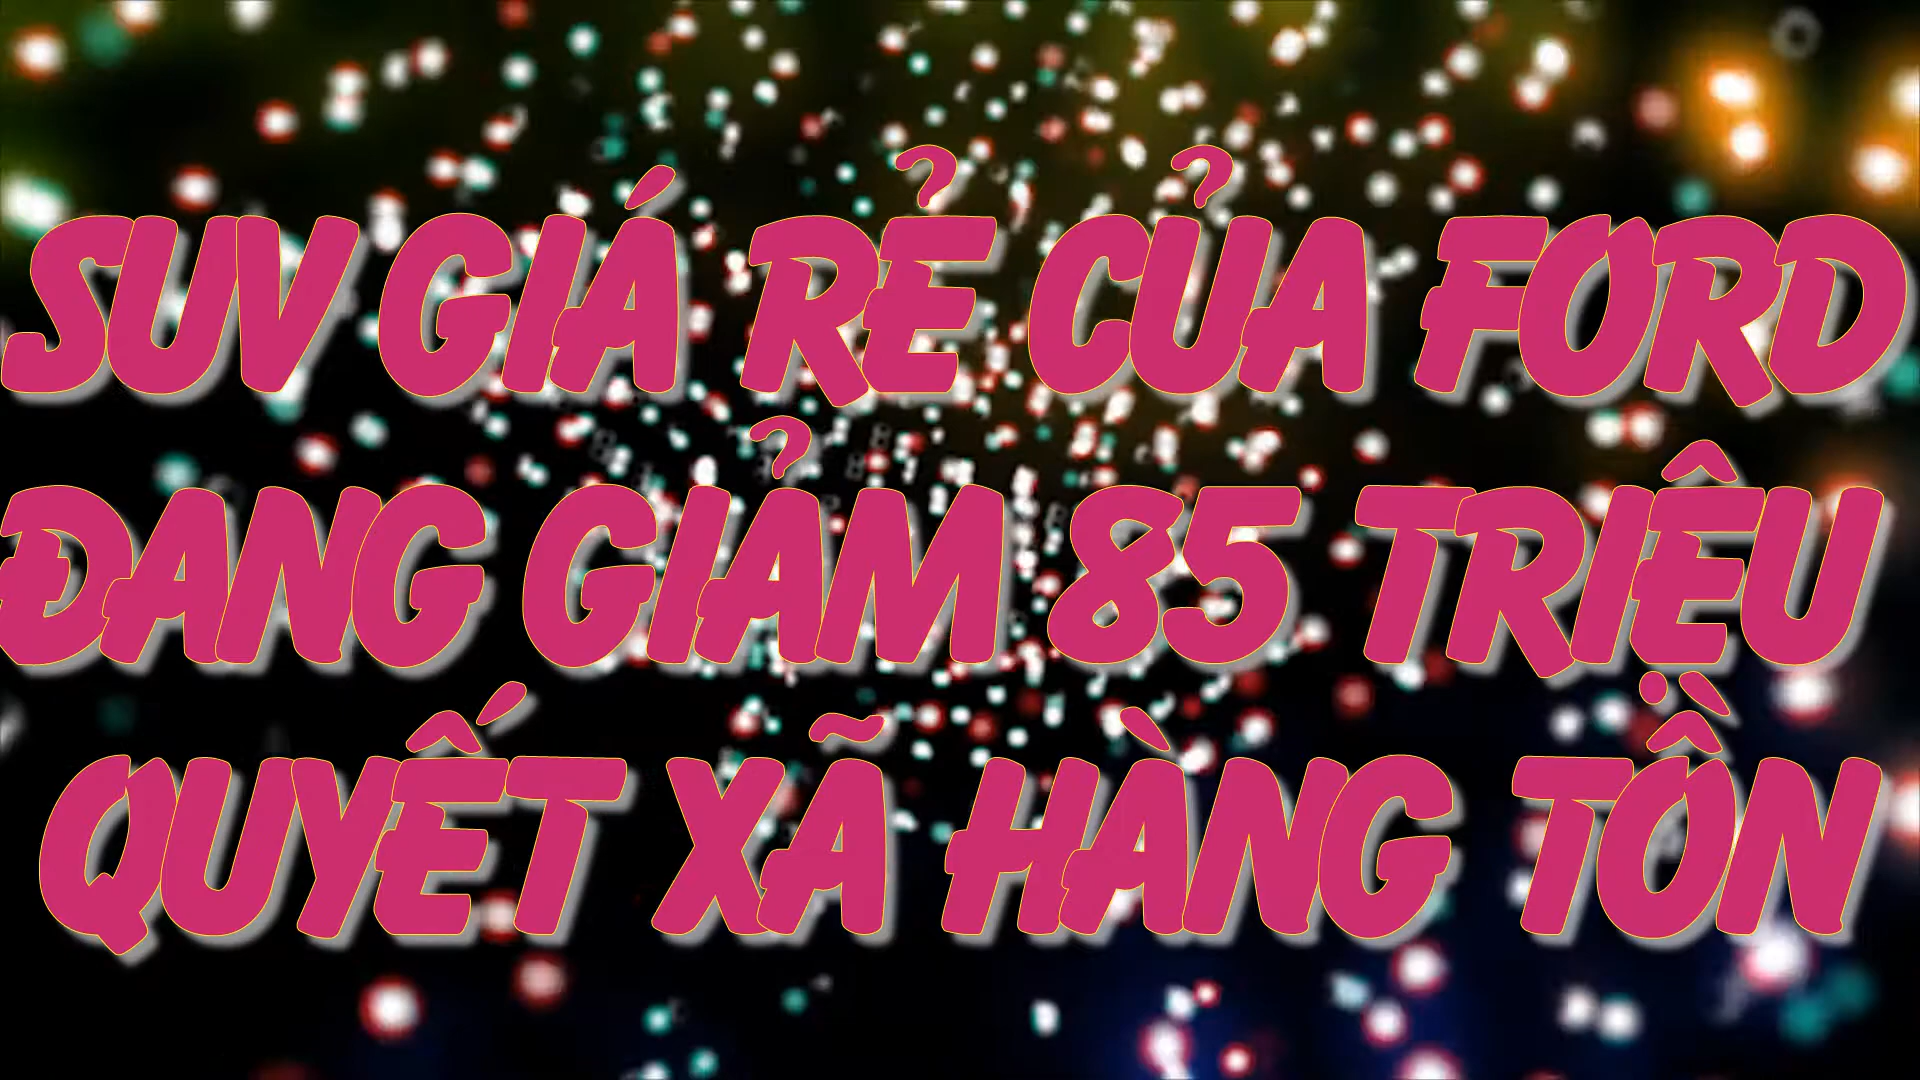 SUV GIÁ RẺ CỦA FORD
ĐANG GIẢM 85 TRIỆU
QUYẾT XÃ HÀNG TỒN